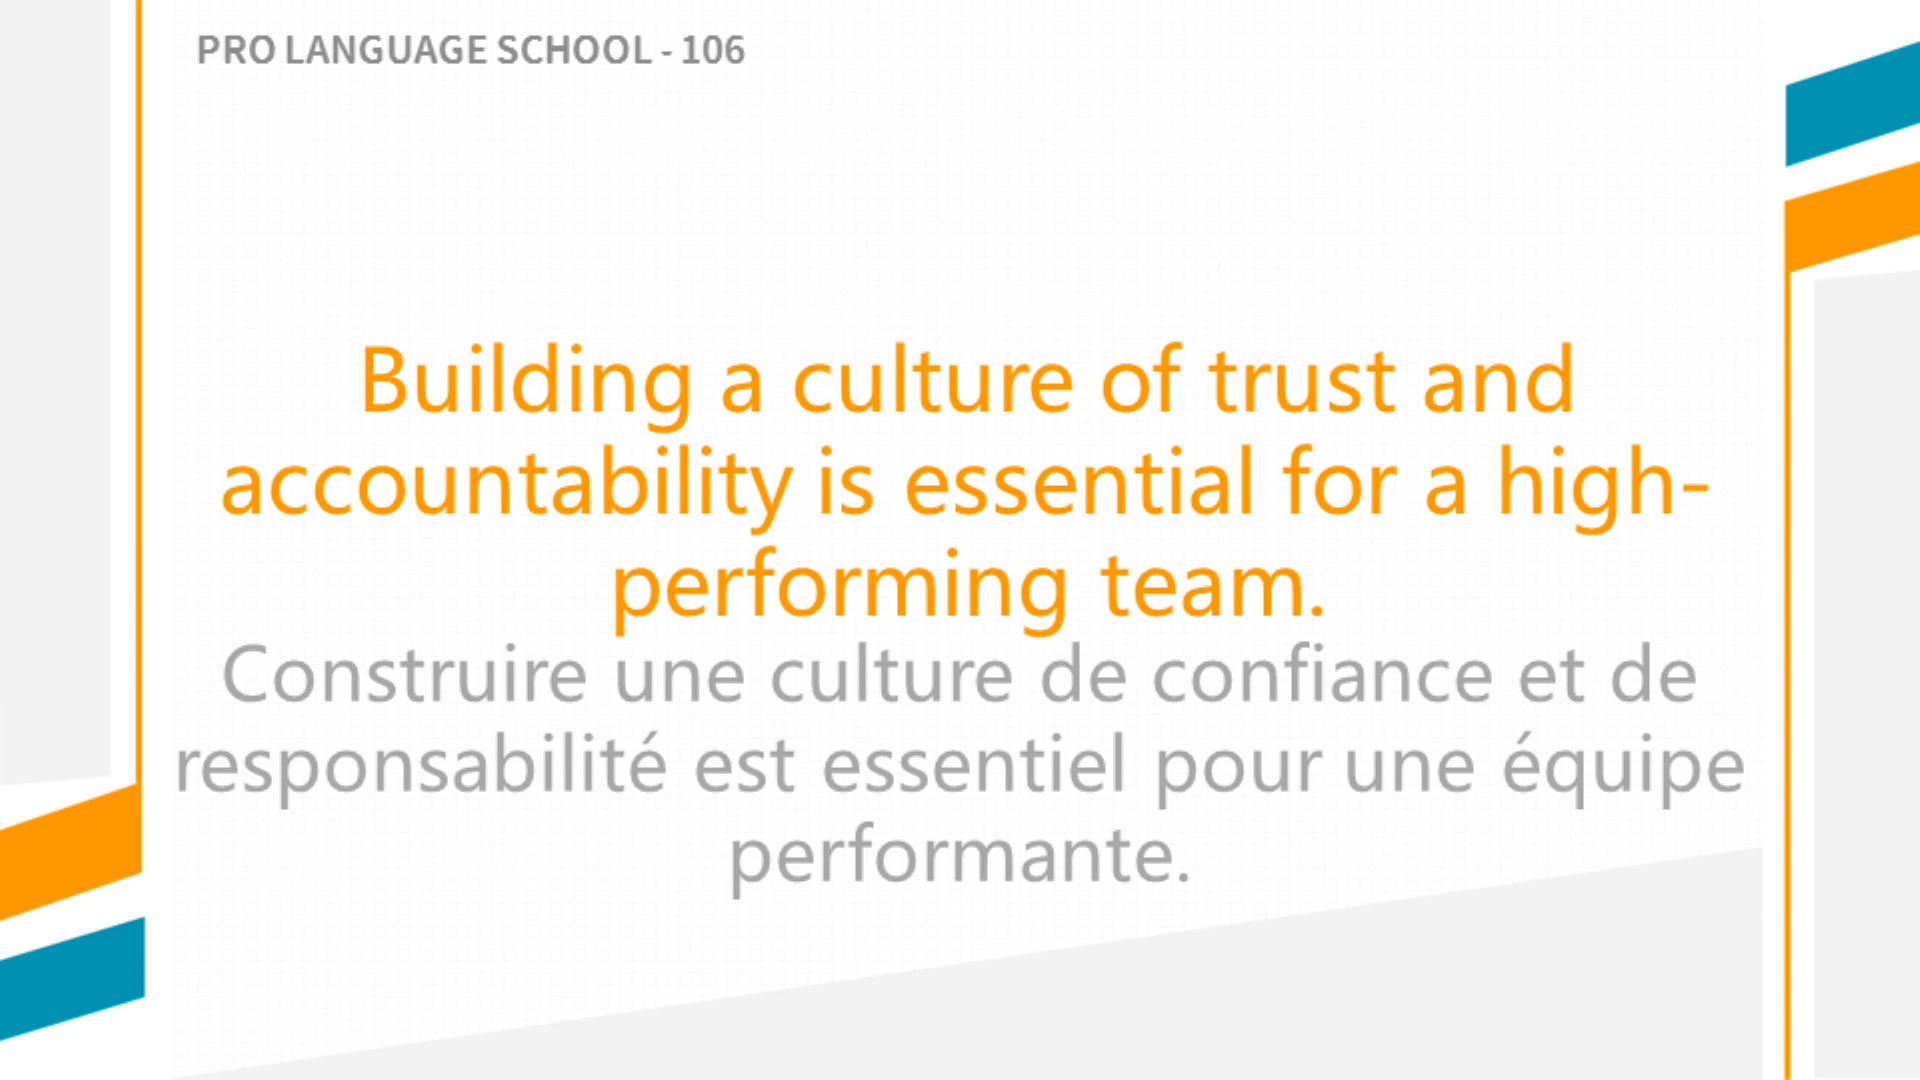 PRO LANGUAGE SCHOOL - 106
Building a culture of trust and
accountability is essential for a high-
performing team.
Construire une culture de confiance et de
responsabilité est essentiel pour une équipe
performante.